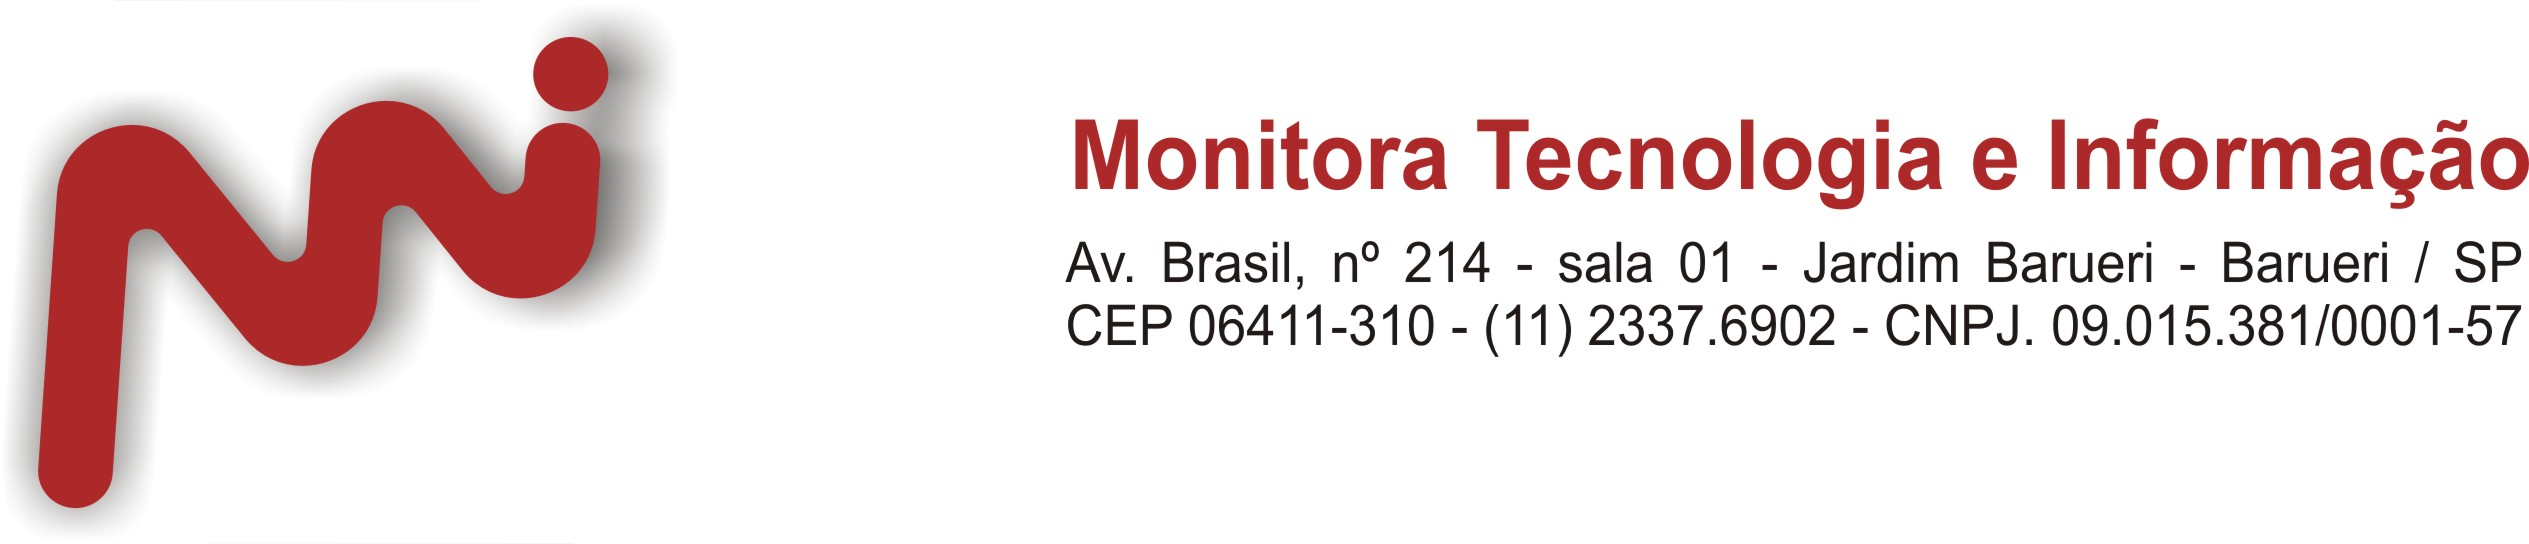 Monitora Tecnologia e Informação
Av. Brasil, nº 214 - sala 01 - Jardim Barueri - Barueri / SP
CEP 06411-310 - (11) 2337.6902 - CNPJ. 09.015.381/0001-57